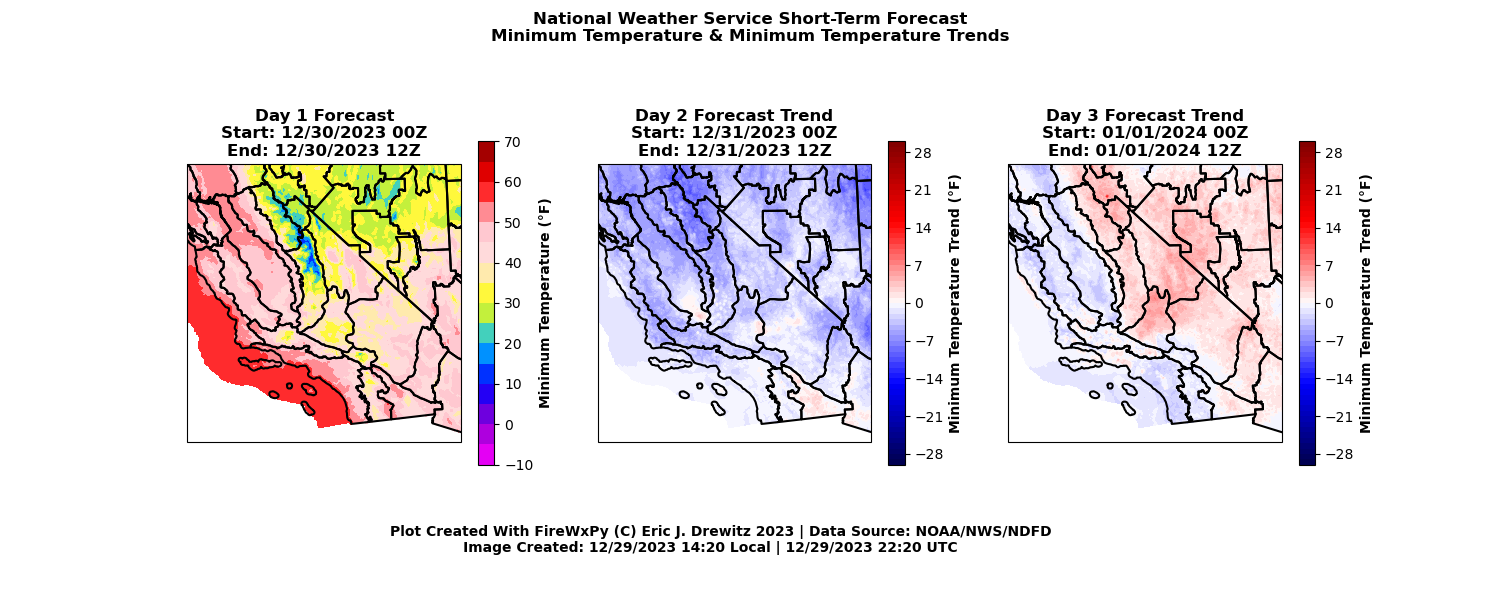 National Weather Service Short-Term Forecast
Minimum Temperature & Minimum Temperature Trends
Day 1 Forecast
Start: 12/30/2023 00Z
End: 12/30/2023 12Z
70
60
50
40
30
20
10
0
−10
Minimum Temperature (°F)
Day 2 Forecast Trend
Start: 12/31/2023 00Z
End: 12/31/2023 12Z
28
21
14
7
0
−7
−14
−21
−28
Minimum Temperature Trend (°F)
Day 3 Forecast Trend
Start: 01/01/2024 00Z
End: 01/01/2024 12Z
28
21
14
7
0
−7
−14
−21
−28
Minimum Temperature Trend (°F)
Plot Created With FireWxPy (C) Eric J. Drewitz 2023 | Data Source: NOAA/NWS/NDFD
Image Created: 12/29/2023 14:20 Local | 12/29/2023 22:20 UTC